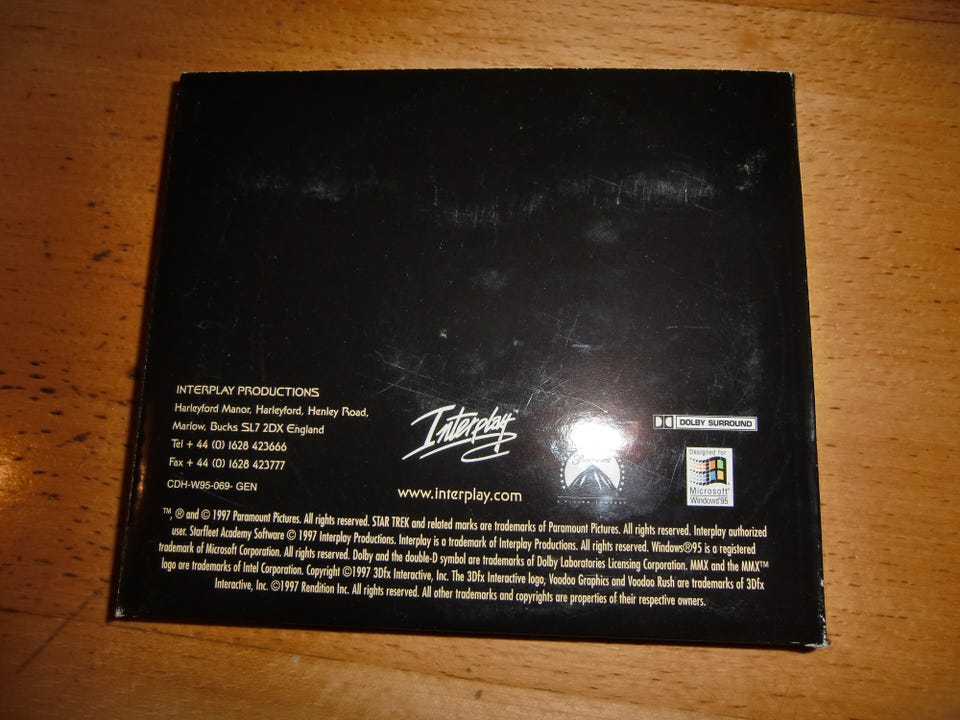 INTERPLAY PRODUCTIONS
Harleyford Manor, Harleyford, Henley Road,
Marlow, Bucks SL7 2DX England
Tel + 44 (0) 1628 423666
Fax + 44 (0) 1628 423777
CDH-W95-069- GEN
Interplay™
www.interplay.com
Paramount
DOLBY SURROUND
Designed for
Microsoft®
Windows®95
™, ® and © 1997 Paramount Pictures. All rights reserved. STAR TREK and related marks are trademarks of Paramount Pictures. All rights reserved. Interplay authorized
user. Starfleet Academy Software © 1997 Interplay Productions. Interplay is a trademark of Interplay Productions. All rights reserved. Windows®95 is a registered
trademark of Microsoft Corporation. All rights reserved. Dolby and the double-D symbol are trademarks of Dolby Laboratories Licensing Corporation. MMX and the MMX™
logo are trademarks of Intel Corporation. Copyright ©1997 3Dfx Interactive, Inc. The 3Dfx Interactive logo, Voodoo Graphics and Voodoo Rush are trademarks of 3Dfx
Interactive, Inc. ©1997 Rendition Inc. All rights reserved. All other trademarks and copyrights are properties of their respective owners.